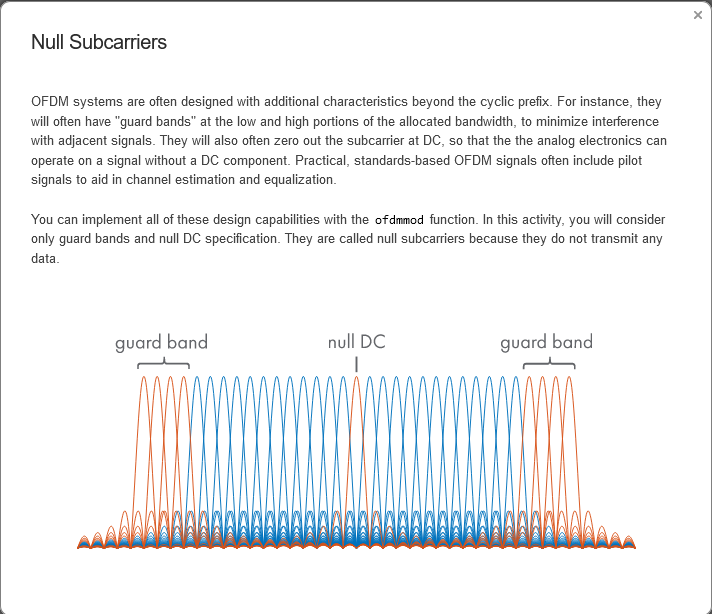 Null Subcarriers
OFDM systems are often designed with additional characteristics beyond the cyclic prefix. For instance, they
will often have "guard bands" at the low and high portions of the allocated bandwidth, to minimize interference
with adjacent signals. They will also often zero out the subcarrier at DC, so that the the analog electronics can
operate on a signal without a DC component. Practical, standards-based OFDM signals often include pilot
signals to aid in channel estimation and equalization.
You can implement all of these design capabilities with the ofdmmod function. In this activity, you will consider
only guard bands and null DC specification. They are called null subcarriers because they do not transmit any
data.
guard band null DC guard band